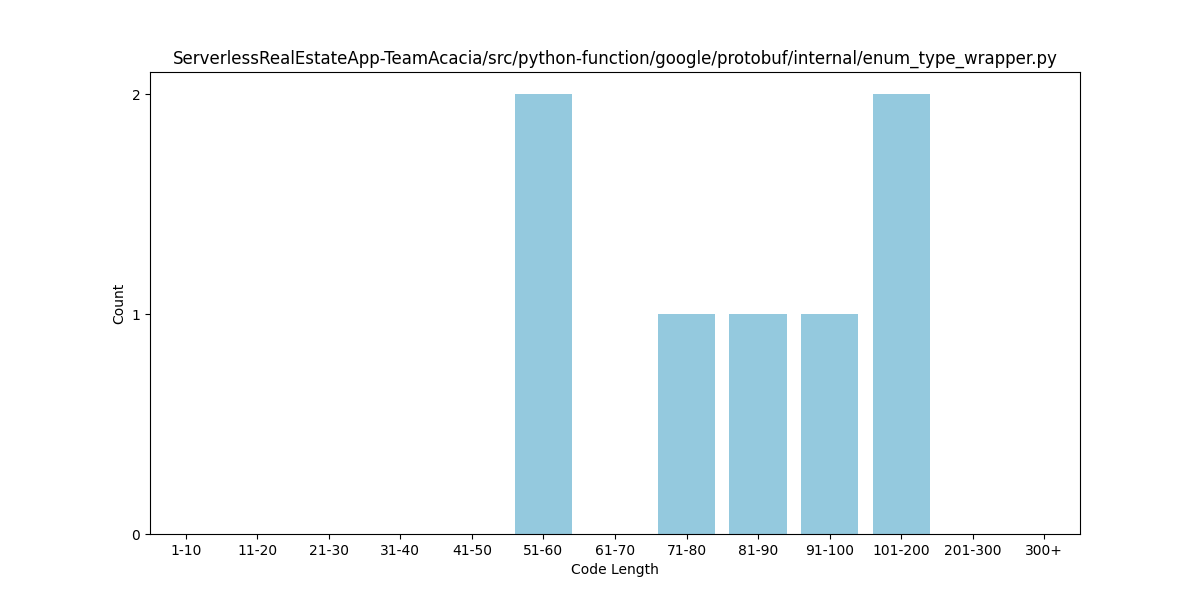 ServerlessRealEstateApp-TeamAcacia/src/python-function/google/protobuf/internal/enum_type_wrapper.py
2
1
0
Count
1-10 11-20 21-30 31-40 41-50 51-60 61-70 71-80 81-90 91-100 101-200 201-300 300+
Code Length